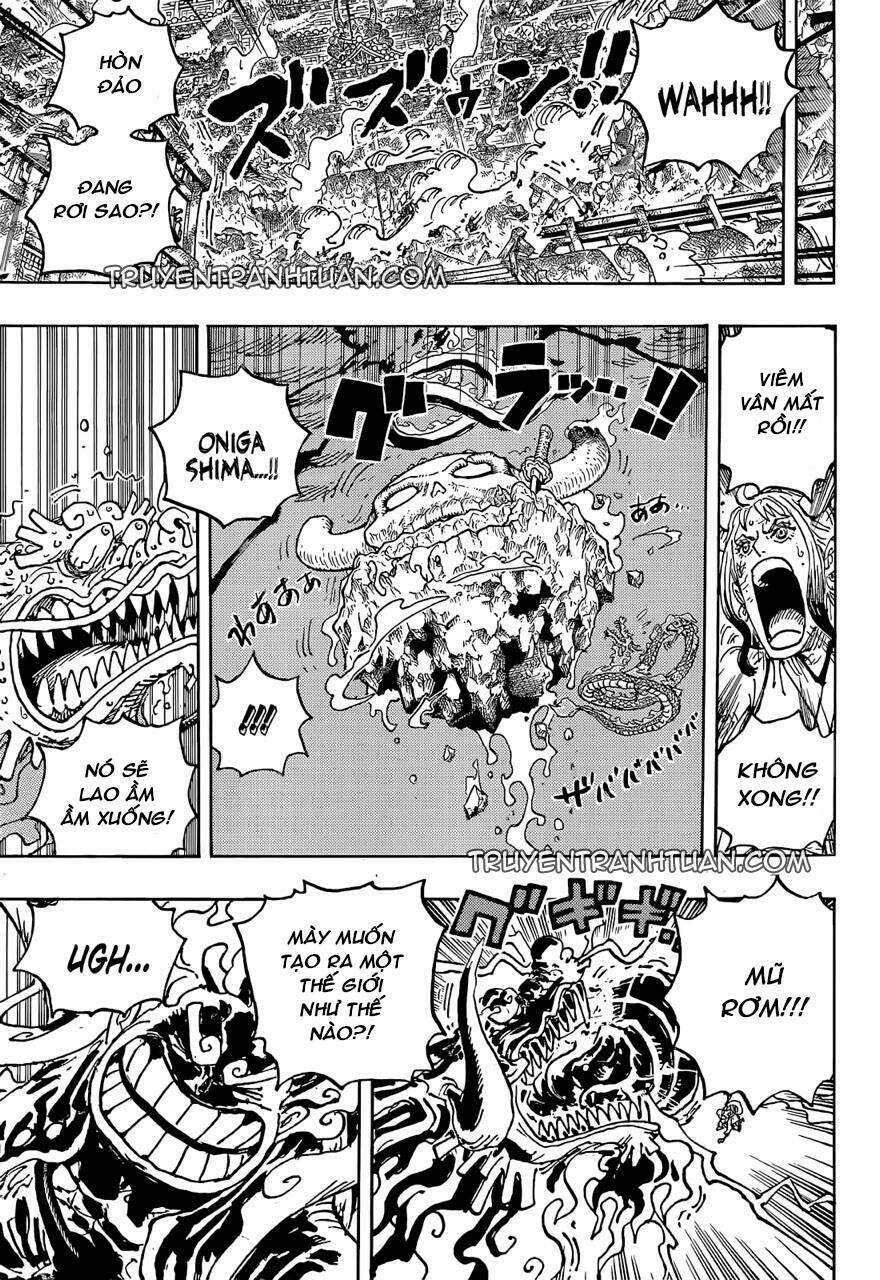 WAHHH!!
ズズゥン!!
HÒN
ĐẢO
ĐANG
RƠI SAO?!
TRUYENTRANHTUAN.COM
VIÊM
VÂN MẤT
RỒI!!
KHÔNG
XONG!!
グラッ…!!
ONIGA
SHIMA...!!
ああ…
わああぁぁ
!!!
ザバババババ
TRUYENTRANHTUAN.COM
NÓ SẼ
LAO ẦM
ẦM XUỐNG!
MŨ
RƠM!!!
グギギ…
MÀY MUỐN
TẠO RA MỘT
THẾ GIỚI
NHƯ THẾ
NÀO?!
UGH...